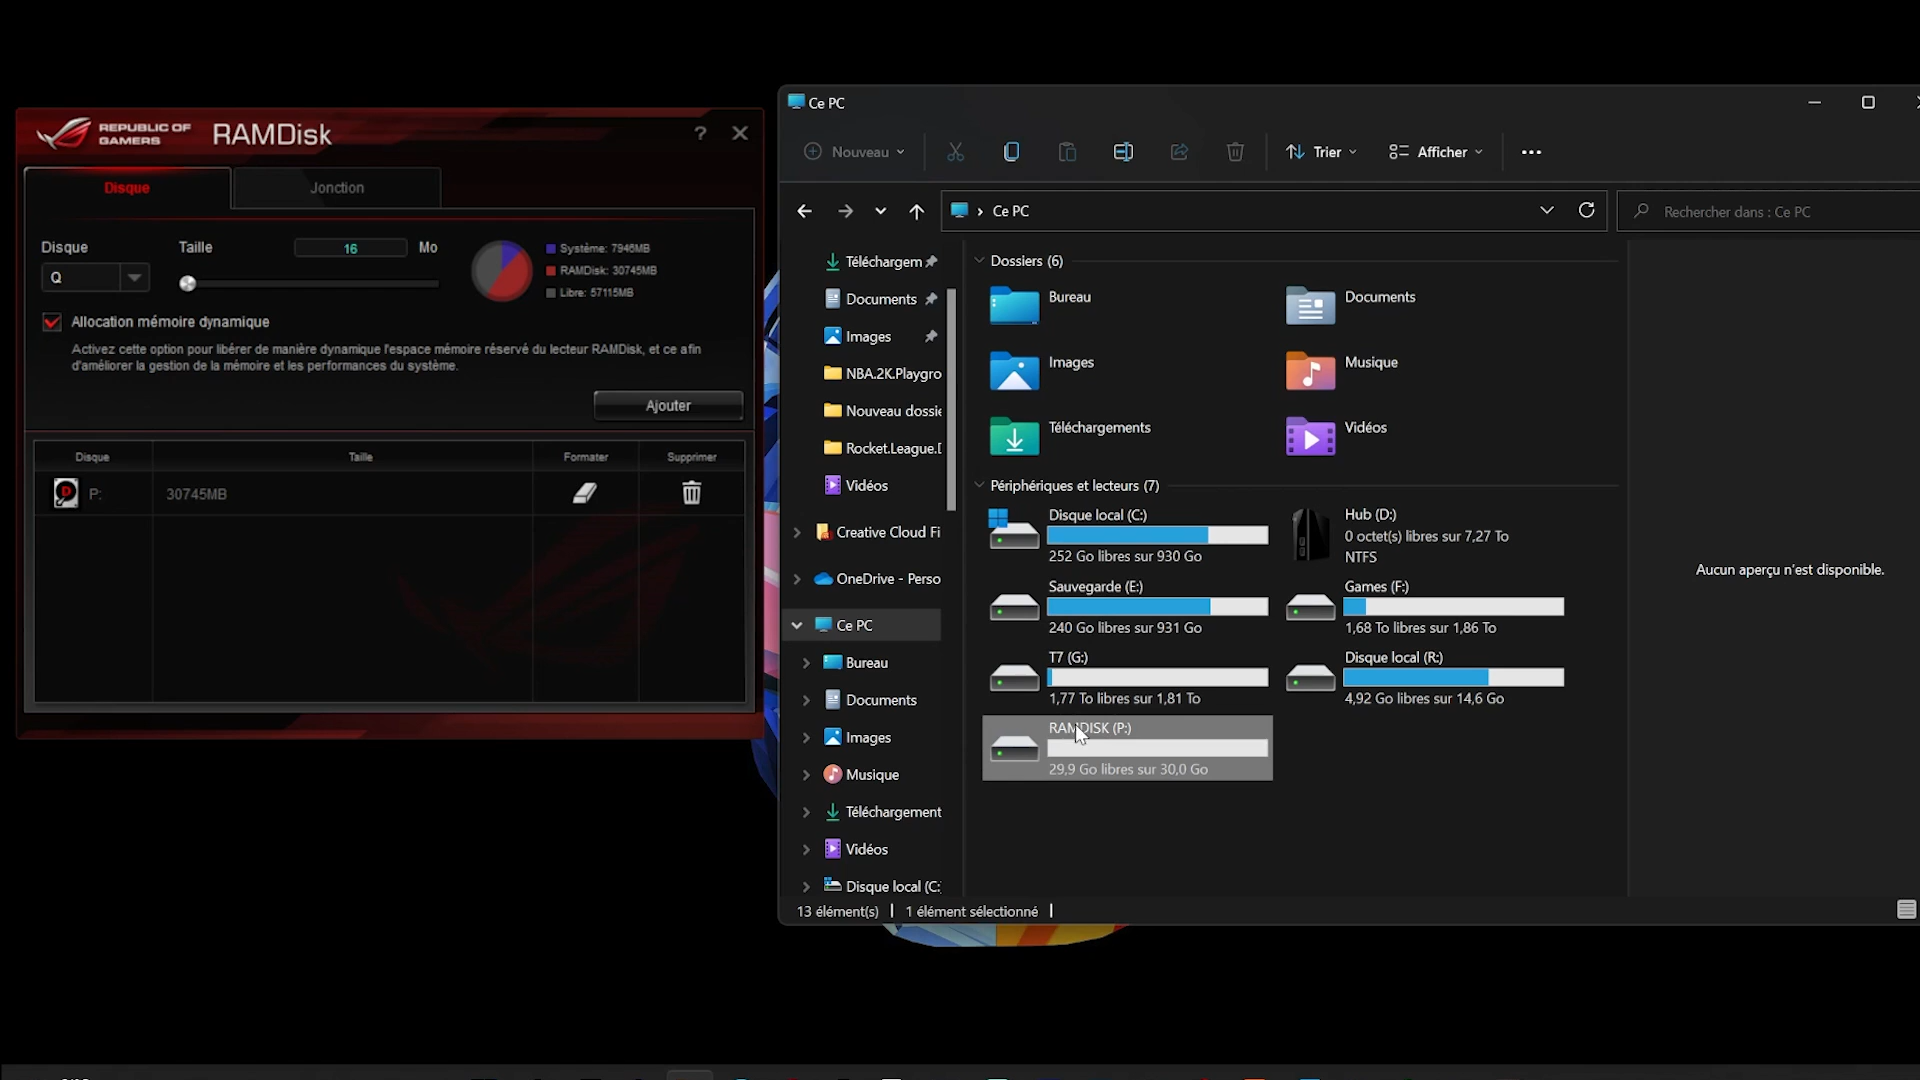 REPUBLIC OF
GAMERS
RAMDisk
?
Disque
Jonction
Disque
Taille
16
Mo
Q
Système: 7946MB
RAMDisk: 30745MB
Libre: 57115MB
Allocation mémoire dynamique
Activez cette option pour libérer de manière dynamique l'espace mémoire réservé du lecteur RAMDisk, et ce afin
d'améliorer la gestion de la mémoire et les performances du système.
Ajouter
Disque
Taille
Formater
Supprimer
P:
30745MB
Ce PC
Nouveau
Trier
Afficher
Ce PC
Rechercher dans : Ce PC
Téléchargem
Documents
Images
NBA.2K.Playgro
Nouveau dossie
Rocket.League.D
Vidéos
Creative Cloud Fi
OneDrive - Perso
Ce PC
Bureau
Documents
Images
Musique
Téléchargement
Vidéos
Disque local (C:
Dossiers (6)
Bureau
Documents
Images
Musique
Téléchargements
Vidéos
Périphériques et lecteurs (7)
Disque local (C:)
252 Go libres sur 930 Go
Hub (D:)
0 octet(s) libres sur 7,27 To
NTFS
Sauvegarde (E:)
240 Go libres sur 931 Go
Games (F:)
1,68 To libres sur 1,86 To
T7 (G:)
1,77 To libres sur 1,81 To
Disque local (R:)
4,92 Go libres sur 14,6 Go
RAMDISK (P:)
29,9 Go libres sur 30,0 Go
Aucun aperçu n'est disponible.
13 élément(s)
1 élément sélectionné